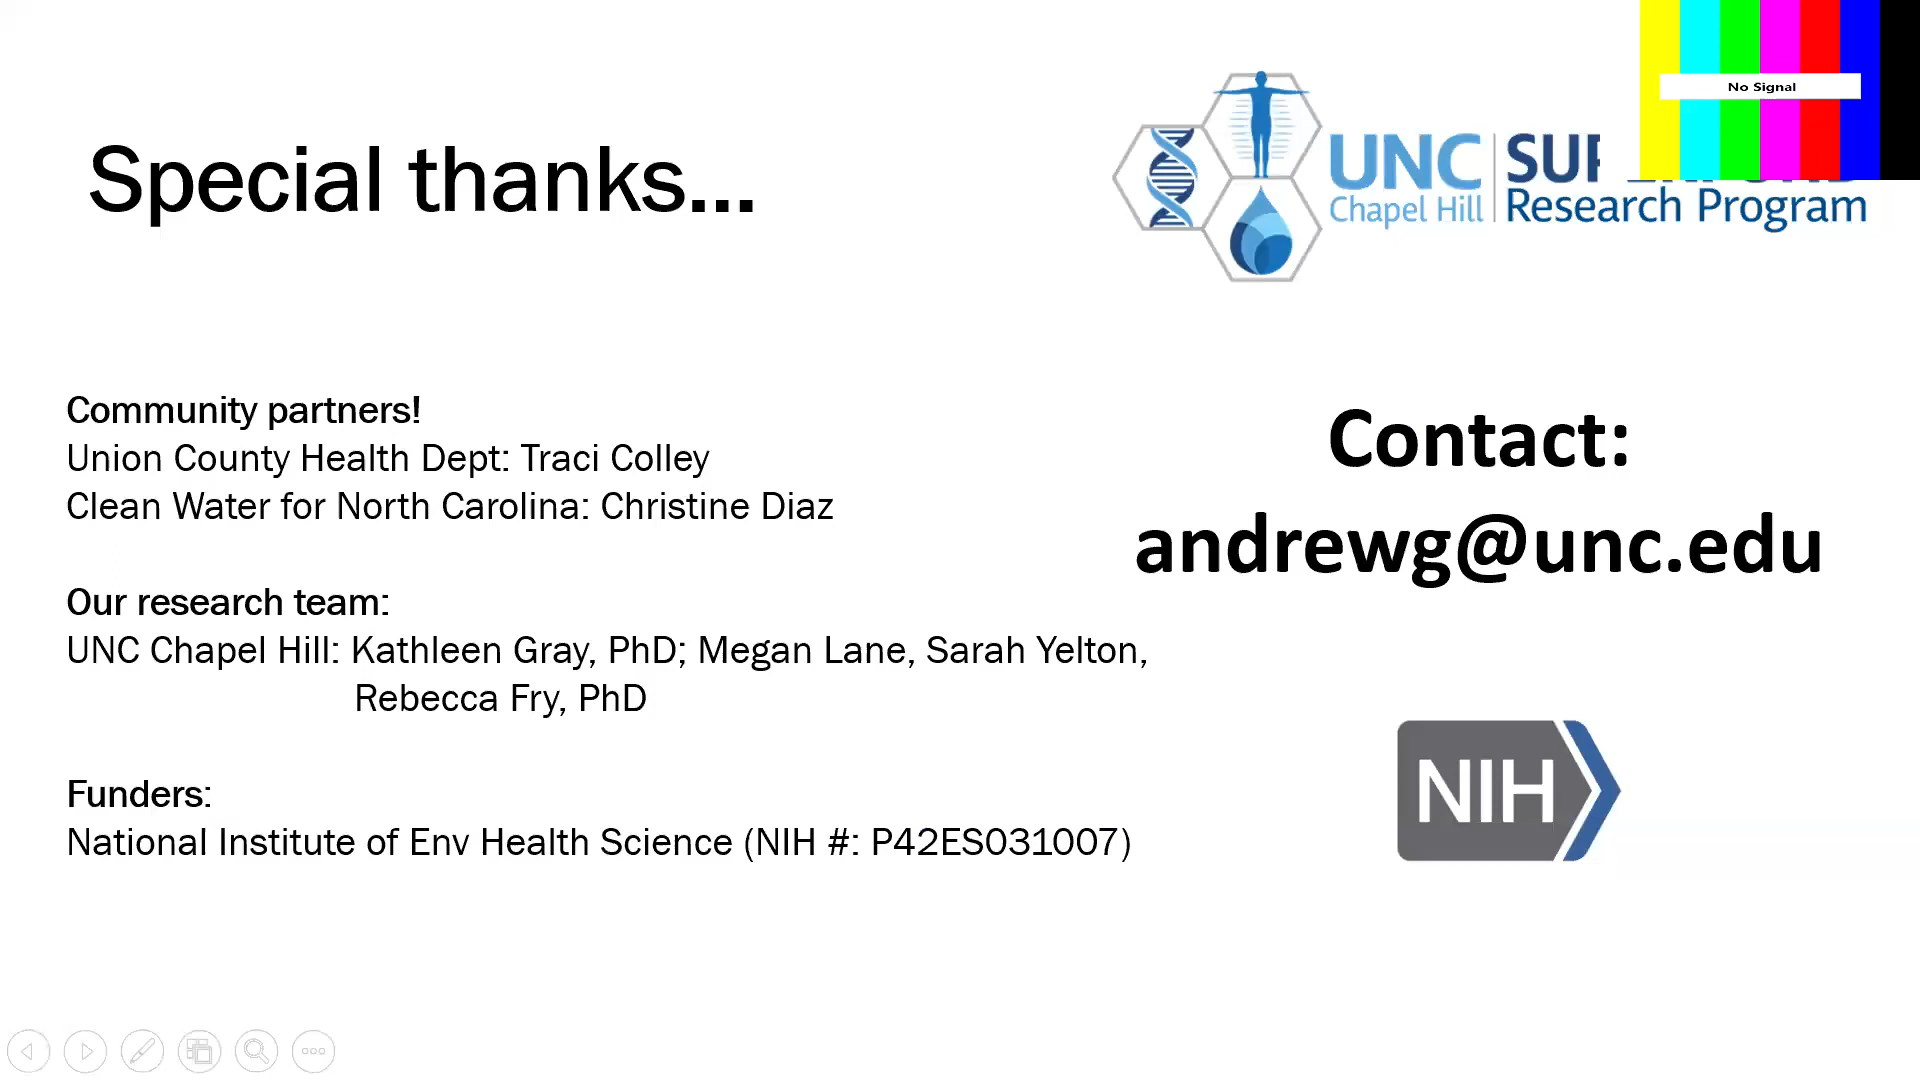 No Signal
Special thanks...
UNC
Chapel Hill
Research Program
Community partners!
Union County Health Dept: Traci Colley
Clean Water for North Carolina: Christine Diaz
Our research team:
UNC Chapel Hill: Kathleen Gray, PhD; Megan Lane, Sarah Yelton,
Rebecca Fry, PhD
Funders:
National Institute of Env Health Science (NIH #: P42ES031007)
Contact:
andrewg@unc.edu
NIH